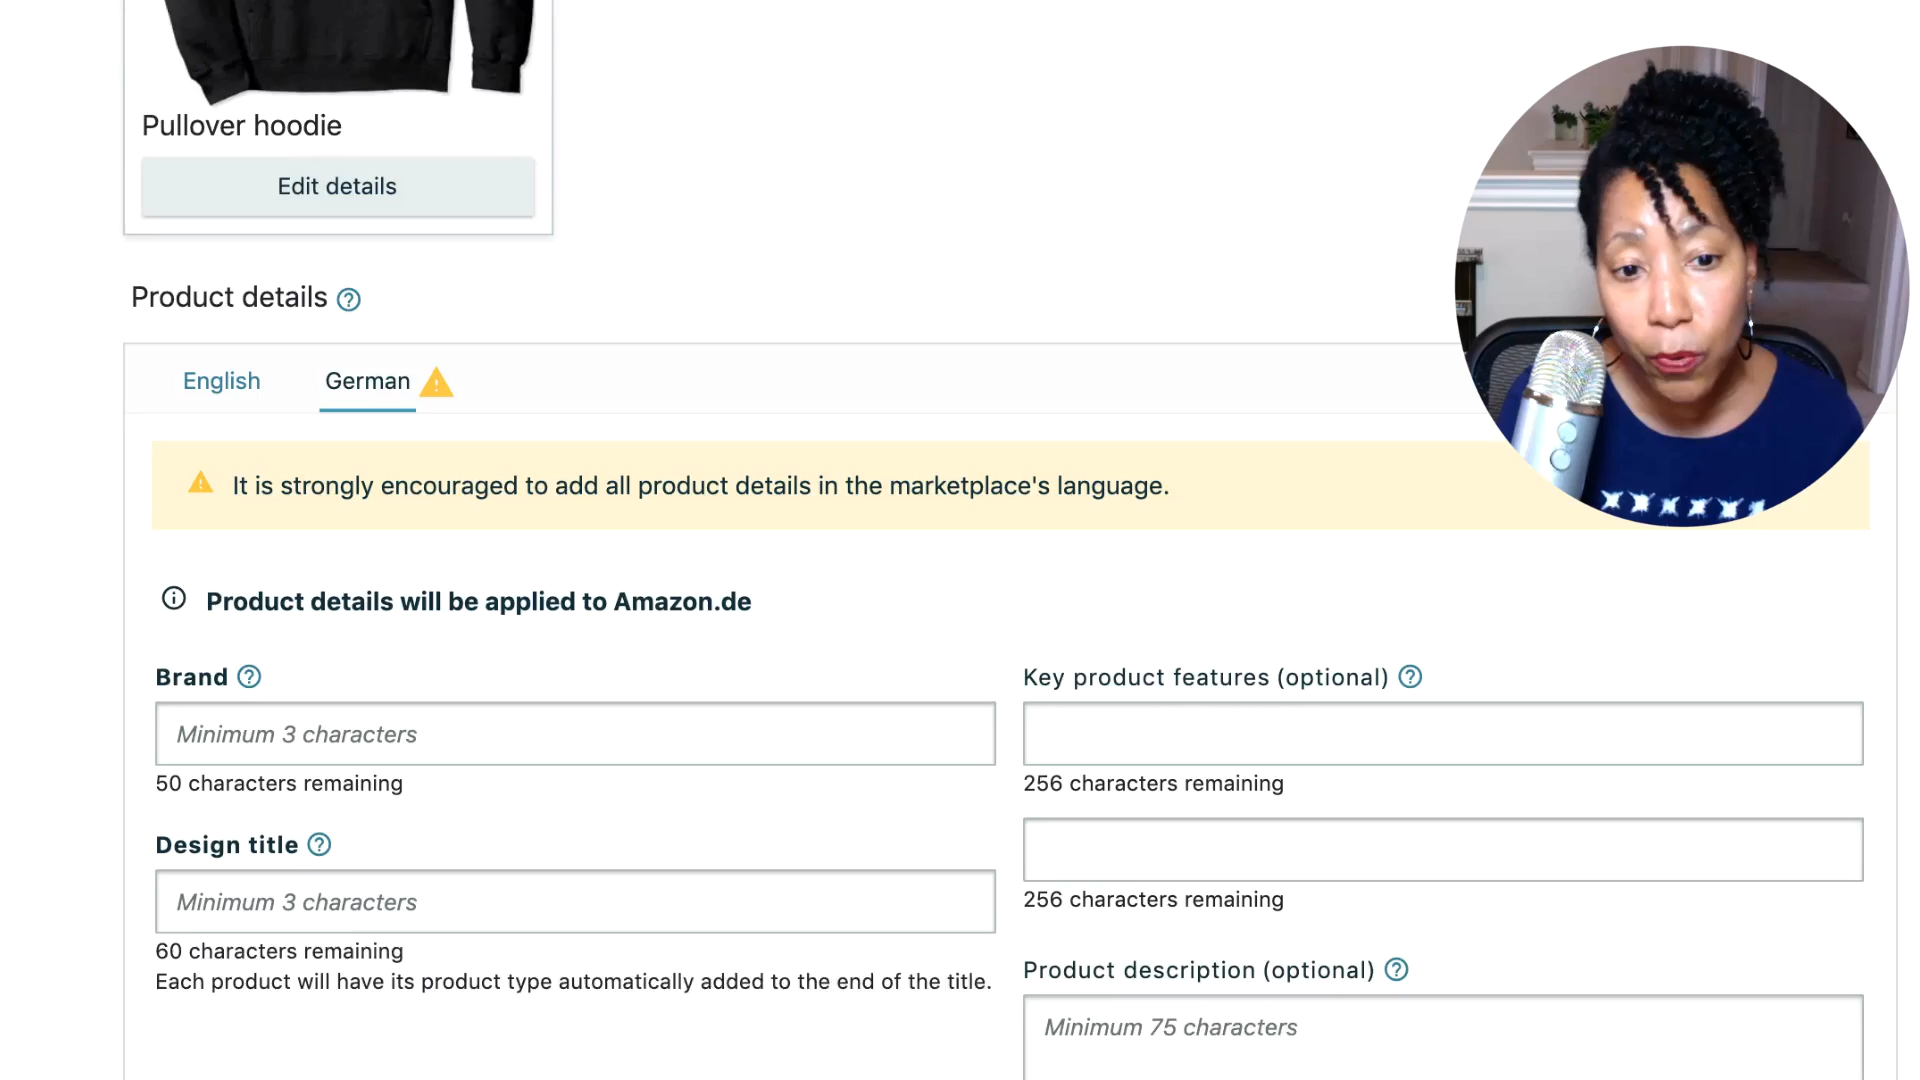 Pullover hoodie
Edit details
Product details
English
German
It is strongly encouraged to add all product details in the marketplace's language.
Product details will be applied to Amazon.de
Brand
Minimum 3 characters
50 characters remaining
Design title
Minimum 3 characters
60 characters remaining
Each product will have its product type automatically added to the end of the title.
Key product features (optional)
256 characters remaining
256 characters remaining
Product description (optional)
Minimum 75 characters